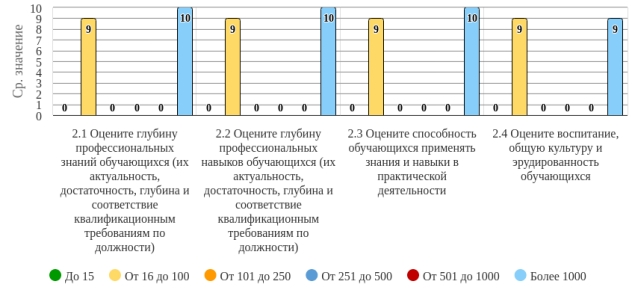 10
9
8
7
6
5
4
3
2
1
0
Ср. значение
0 9 0 0 0 10 0 9 0 0 0 10 0 9 0 0 0 10 0 9 0 0 0 9
2.1 Оцените глубину
профессиональных
знаний обучающихся (их
актуальность,
достаточность, глубина и
соответствие
квалификационным
требованиям по
должности)
2.2 Оцените глубину
профессиональных
навыков обучающихся (их
актуальность,
достаточность, глубина и
соответствие
квалификационным
требованиям по
должности)
2.3 Оцените способность
обучающихся применять
знания и навыки в
практической
деятельности
2.4 Оцените воспитание,
общую культуру и
эрудированность
обучающихся
До 15 От 16 до 100 От 101 до 250 От 251 до 500 От 501 до 1000 Более 1000